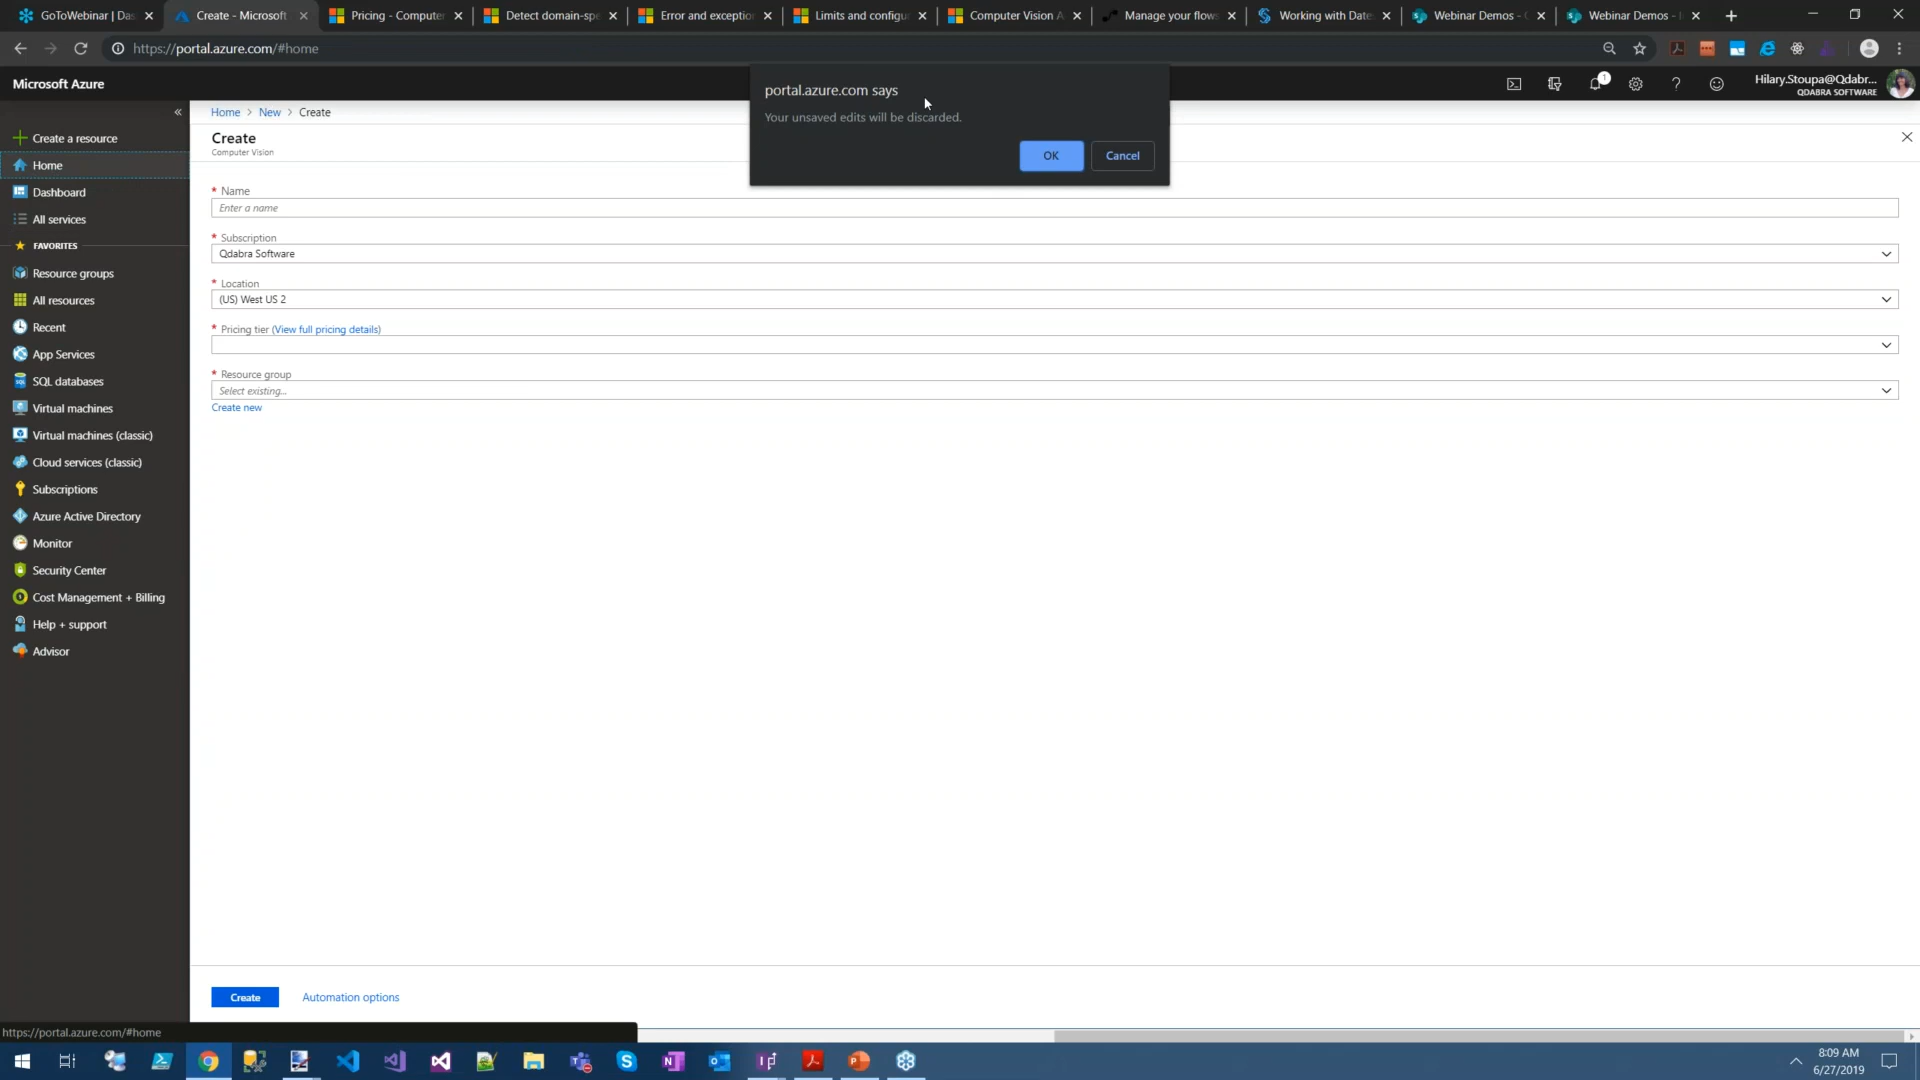 GoToWebinar | Das
Create - Microsoft
Pricing - Computer
Detect domain-spe
Error and exception
Limits and configu
Computer Vision A
Manage your flows
Working with Date
Webinar Demos -
Webinar Demos -
https://portal.azure.com/#home
Microsoft Azure
1
Hilary.Stoupa@Qdabr...
QDABRA SOFTWARE
portal.azure.com says
Your unsaved edits will be discarded.
OK
Cancel
Create a resource
Home
Dashboard
All services
FAVORITES
Resource groups
All resources
Recent
App Services
SQL databases
Virtual machines
Virtual machines (classic)
Cloud services (classic)
Subscriptions
Azure Active Directory
Monitor
Security Center
Cost Management + Billing
Help + support
Advisor
Home > New > Create
Create
Computer Vision
* Name
Enter a name
* Subscription
Qdabra Software
* Location
(US) West US 2
* Pricing tier (View full pricing details)
* Resource group
Select existing...
Create new
Create
Automation options
https://portal.azure.com/#home
8:09 AM
6/27/2019